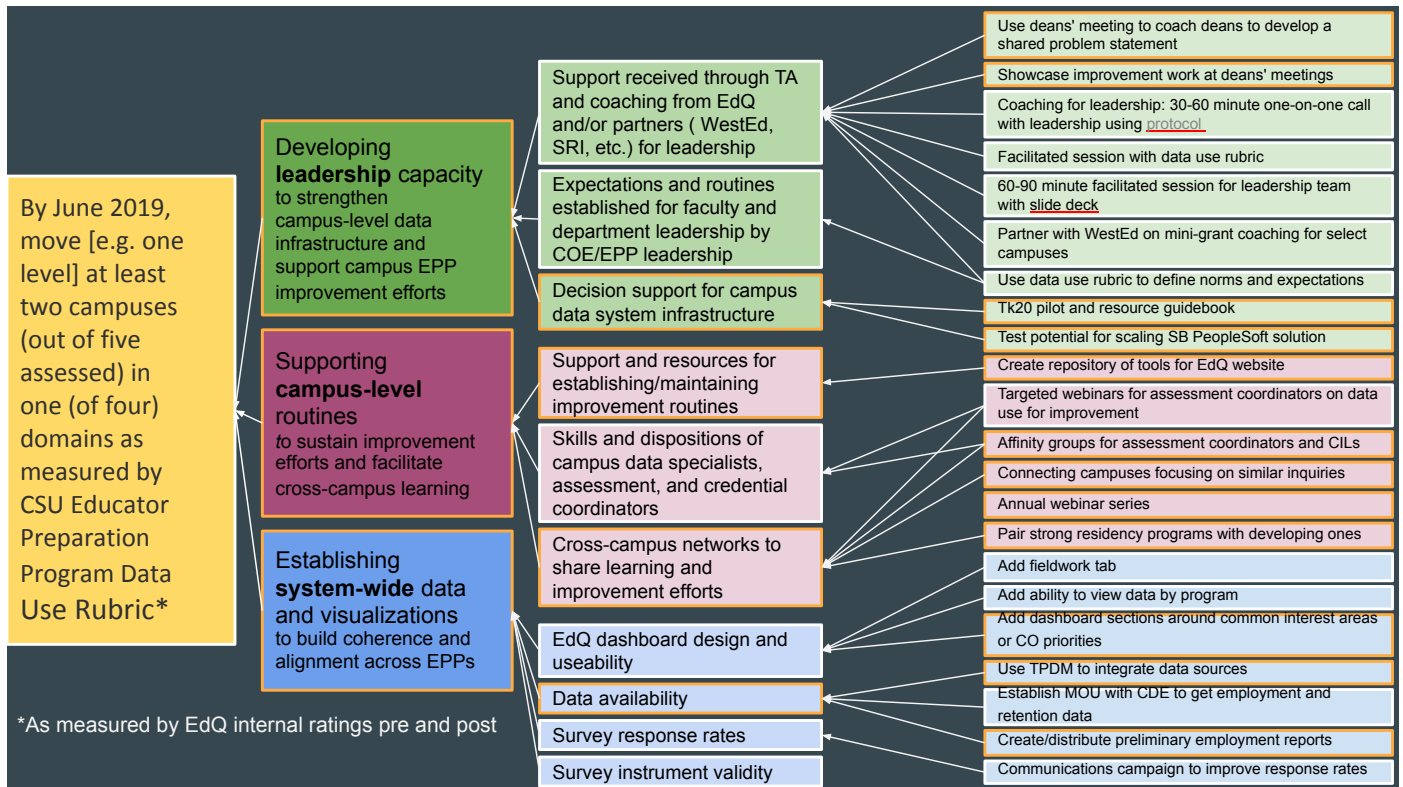 By June 2019,
move [e.g. one
level] at least
two campuses
(out of five
assessed) in
one (of four)
domains as
measured by
CSU Educator
Preparation
Program Data
Use Rubric*
Developing
leadership capacity
to strengthen
campus-level data
infrastructure and
support campus EPP
improvement efforts
Supporting
campus-level
routines
to sustain improvement
efforts and facilitate
cross-campus learning
Establishing
system-wide data
and visualizations
to build coherence and
alignment across EPPs
*As measured by EdQ internal ratings pre and post
Support received through TA
and coaching from EdQ
and/or partners ( WestEd,
SRI, etc.) for leadership
Expectations and routines
established for faculty and
department leadership by
COE/EPP leadership
Decision support for campus
data system infrastructure
Support and resources for
establishing/maintaining
improvement routines
Skills and dispositions of
campus data specialists,
assessment, and credential
coordinators
Cross-campus networks to
share learning and
improvement efforts
EdQ dashboard design and
useability
Data availability
Survey response rates
Survey instrument validity
Use deans' meeting to coach deans to develop a
shared problem statement
Showcase improvement work at deans' meetings
Coaching for leadership: 30-60 minute one-on-one call
with leadership using protocol
Facilitated session with data use rubric
60-90 minute facilitated session for leadership team
with slide deck
Partner with WestEd on mini-grant coaching for select
campuses
Use data use rubric to define norms and expectations
Tk20 pilot and resource guidebook
Test potential for scaling SB PeopleSoft solution
Create repository of tools for EdQ website
Targeted webinars for assessment coordinators on data
use for improvement
Affinity groups for assessment coordinators and CILs
Connecting campuses focusing on similar inquiries
Annual webinar series
Pair strong residency programs with developing ones
Add fieldwork tab
Add ability to view data by program
Add dashboard sections around common interest areas
or CO priorities
Use TPDM to integrate data sources
Establish MOU with CDE to get employment and
retention data
Create/distribute preliminary employment reports
Communications campaign to improve response rates